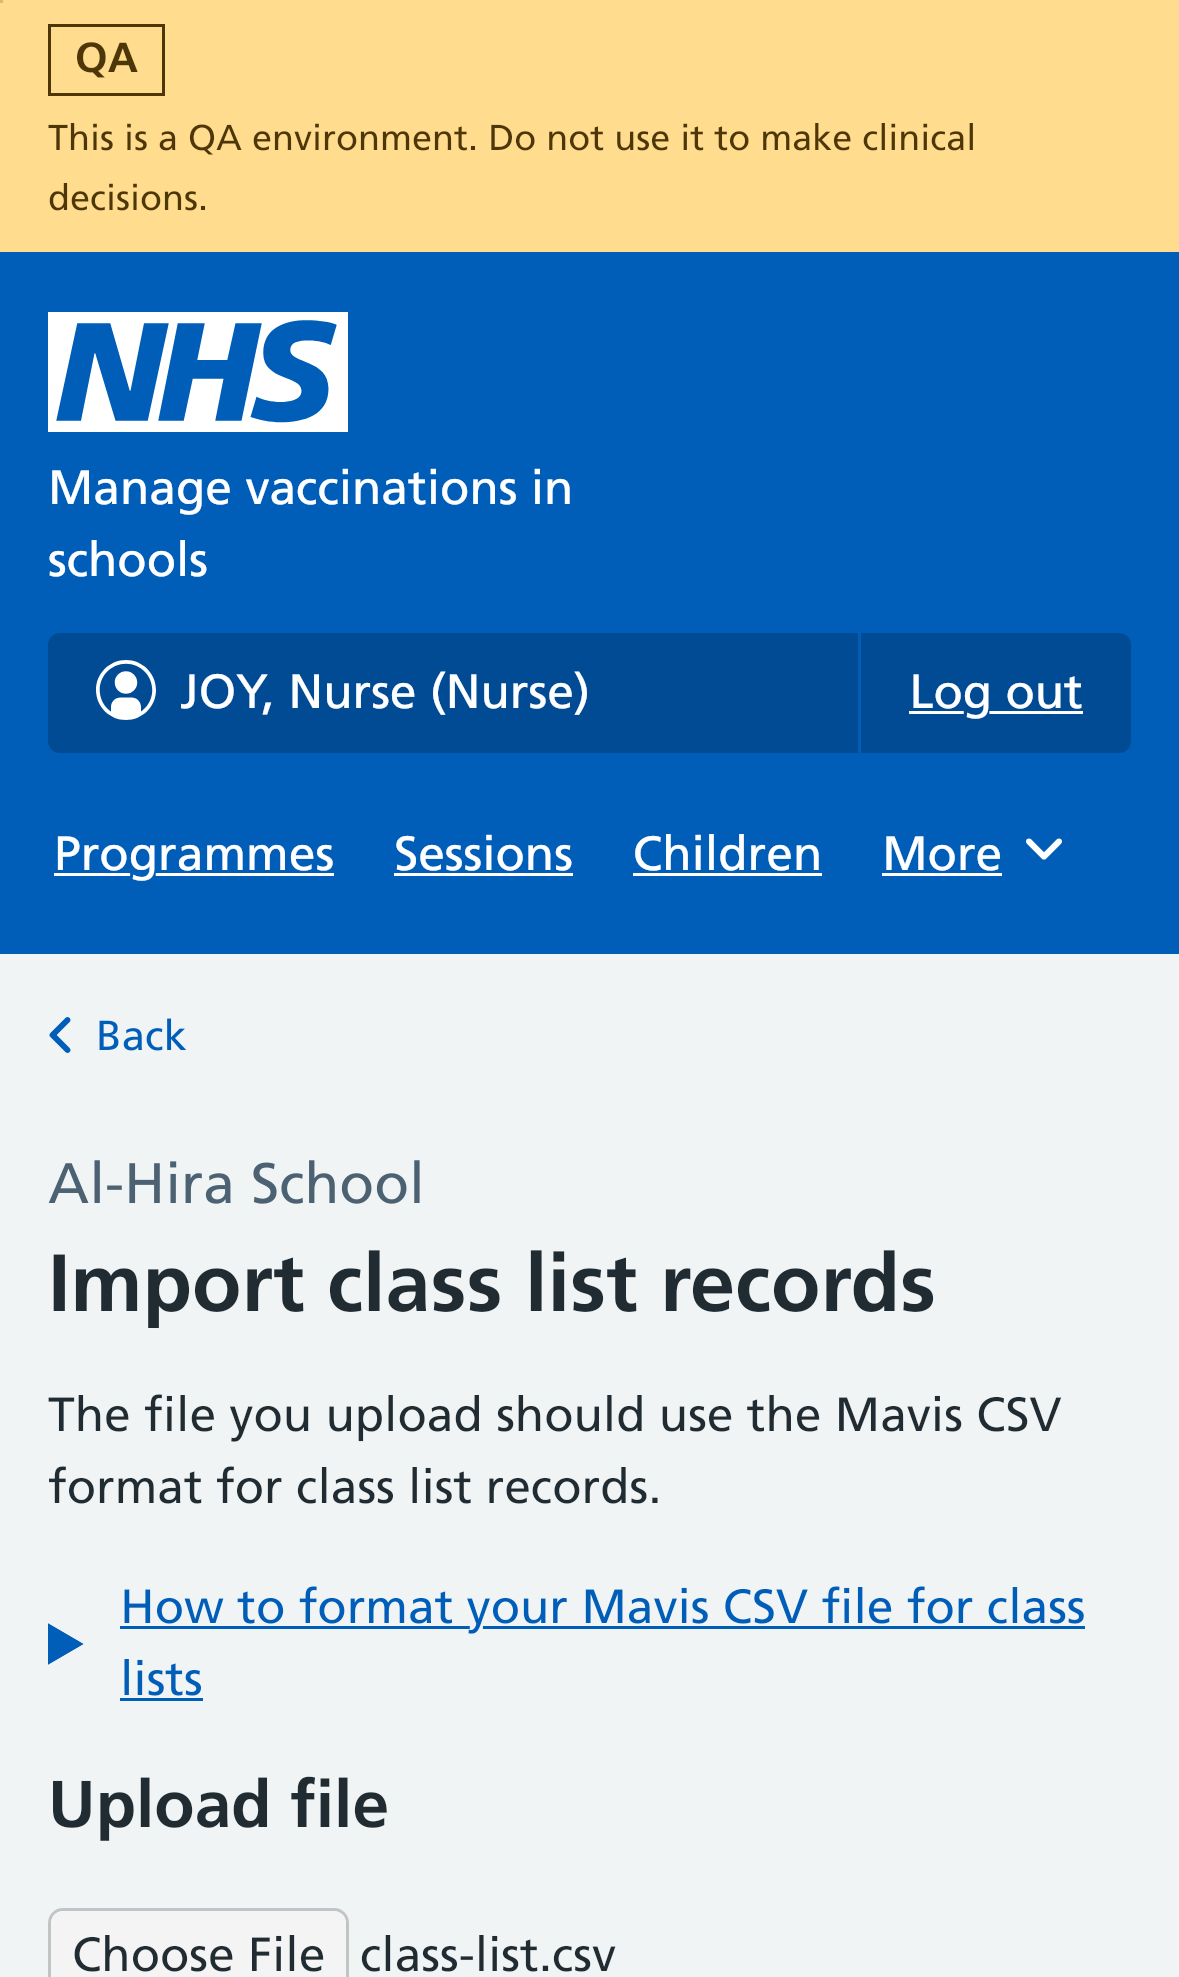 QA
This is a QA environment. Do not use it to make clinical
decisions.
NHS
Manage vaccinations in
schools
JOY, Nurse (Nurse)
Log out
Programmes
Sessions
Children
More
Back
Al-Hira School
Import class list records
The file you upload should use the Mavis CSV
format for class list records.
How to format your Mavis CSV file for class
lists
Upload file
Choose File
class-list.csv